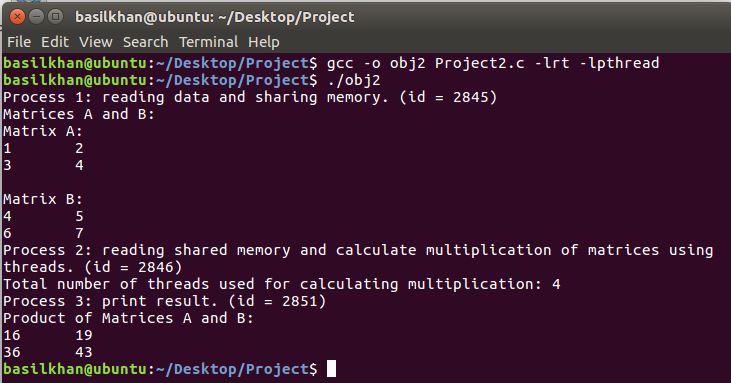 basilkhan@ubuntu: ~/Desktop/Project
File Edit View Search Terminal Help
basilkhan@ubuntu:~/Desktop/Project$ gcc -o obj2 Project2.c -lrt -lpthread
basilkhan@ubuntu:~/Desktop/Project$ ./obj2
Process 1: reading data and sharing memory. (id = 2845)
Matrices A and B:
Matrix A:
1 2
3 4
Matrix B:
4 5
6 7
Process 2: reading shared memory and calculate multiplication of matrices using
threads. (id = 2846)
Total number of threads used for calculating multiplication: 4
Process 3: print result. (id = 2851)
Product of Matrices A and B:
16 19
36 43
basilkhan@ubuntu:~/Desktop/Project$